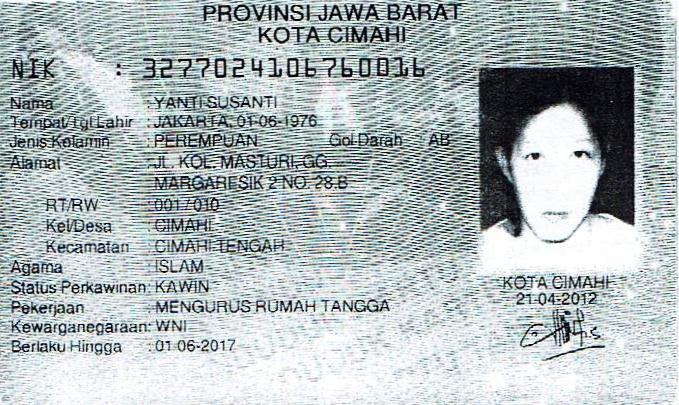 PROVINSI JAWA BARAT
KOTA CIMAHI
NIK : 3277024106760016
Nama : YANTI SUSANTI
Tempat/Tgl Lahir : JAKARTA, 01-06-1976
Jenis Kelamin : PEREMPUAN Gol Darah AB
Alamat : JL. KOL. MASTURI, GG.
MARGARESIK 2 NO. 28.B
RT/RW : 001 / 010
Kel/Desa : CIMAHI
Kecamatan : CIMAHI TENGAH
Agama : ISLAM
Status Perkawinan: KAWIN
Pekerjaan : MENGURUS RUMAH TANGGA
Kewarganegaraan: WNI
Berlaku Hingga : 01-06-2017
KOTA CIMAHI
21-04-2012